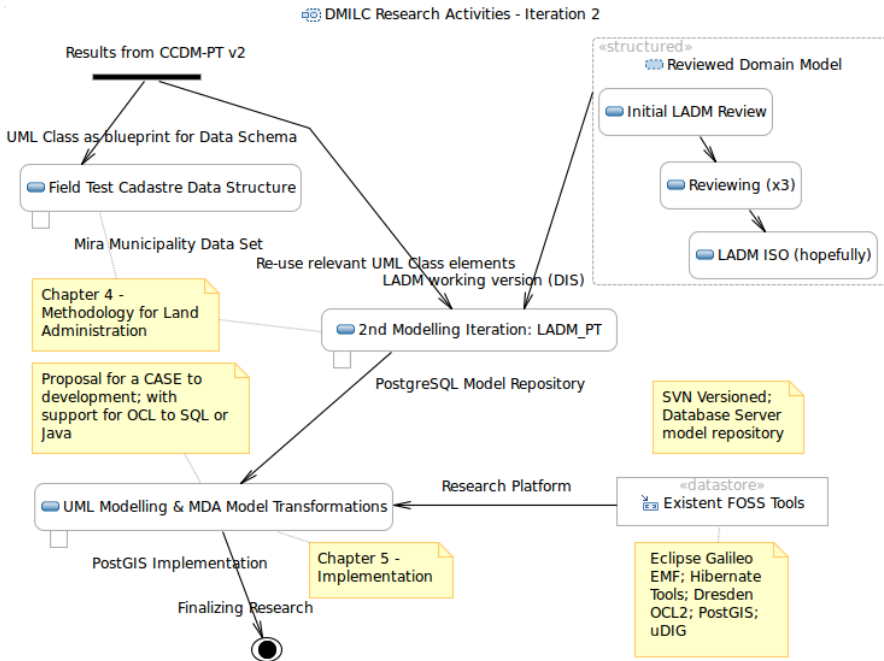 DMILC Research Activities - Iteration 2
Results from CCDM-PT v2
«structured»
Reviewed Domain Model
Initial LADM Review
UML Class as blueprint for Data Schema
Field Test Cadastre Data Structure
Reviewing (x3)
Mira Municipality Data Set
LADM ISO (hopefully)
Re-use relevant UML Class elements
LADM working version (DIS)
Chapter 4 -
Methodology for Land
Administration
2nd Modelling Iteration: LADM_PT
Proposal for a CASE to
development; with
support for OCL to SQL or
Java
PostgreSQL Model Repository
SVN Versioned;
Database Server
model repository
«datastore»
Existent FOSS Tools
Research Platform
UML Modelling & MDA Model Transformations
PostGIS Implementation
Chapter 5 -
Implementation
Eclipse Galileo
EMF; Hibernate
Tools; Dresden
OCL2; PostGIS;
uDIG
Finalizing Research